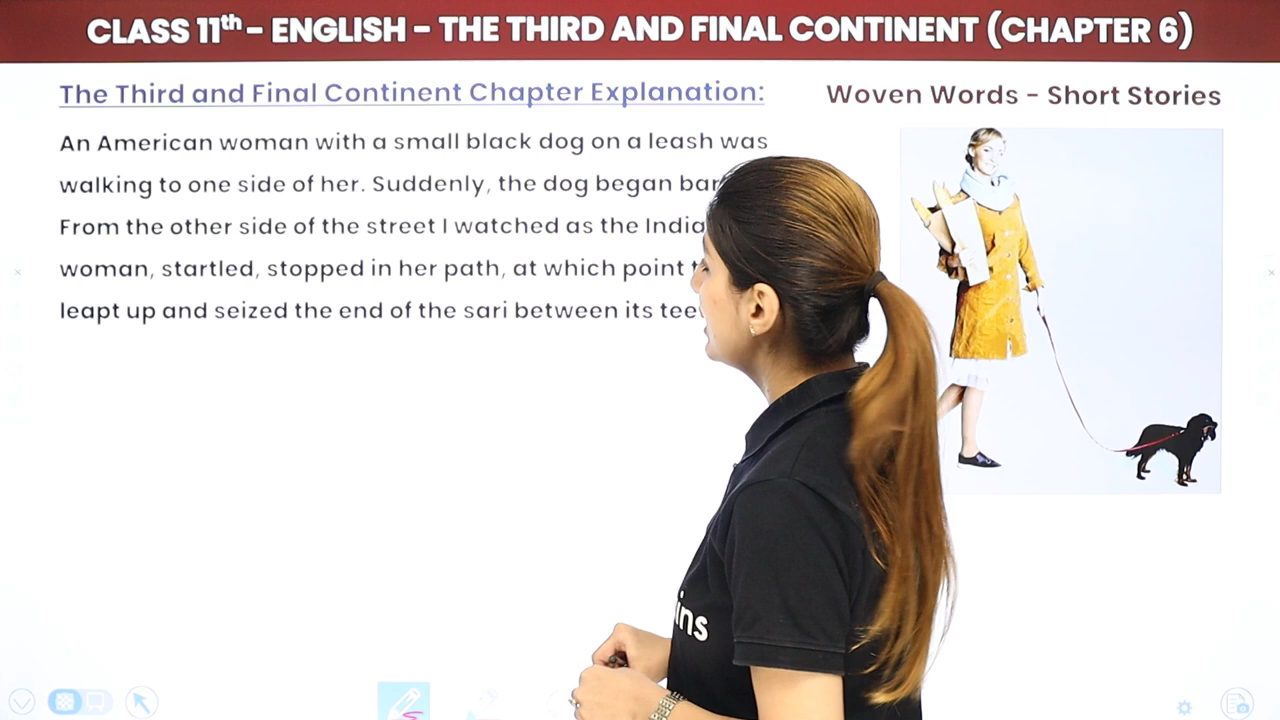 CLASS 11th – ENGLISH – THE THIRD AND FINAL CONTINENT (CHAPTER 6)
The Third and Final Continent Chapter Explanation:
Woven Words – Short Stories
An American woman with a small black dog on a leash was
walking to one side of her. Suddenly, the dog began
From the other side of the street I watched as the
woman, startled, stopped in her path, at which point
leapt up and seized the end of the sari between its